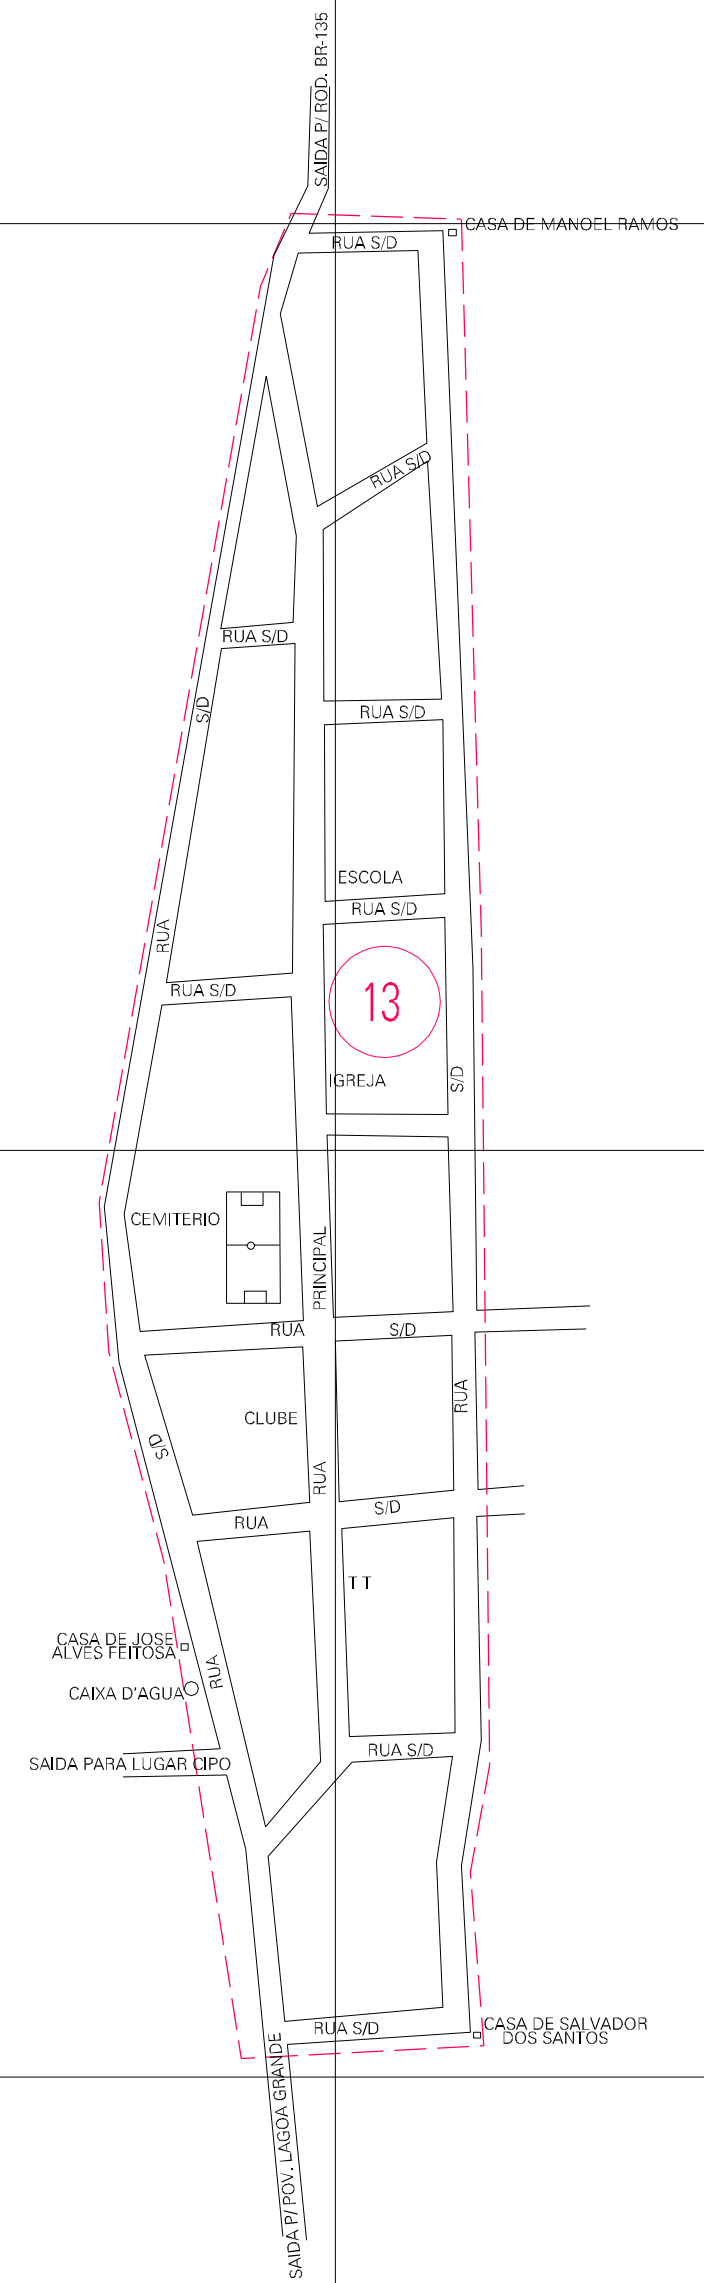 SAIDA P/ ROD. BR-135
CASA DE MANOEL RAMOS
RUA S/D
RUA S/D
RUA S/D
S/D
RUA S/D
ESCOLA
RUA S/D
RUA
RUA S/D
13
IGREJA
S/D
CEMITERIO
PRINCIPAL
RUA
S/D
RUA
CLUBE
S/D
RUA
S/D
RUA
T T
CASA DE JOSE
ALVES FEITOSA
RUA
CAIXA D'AGUA
RUA S/D
SAIDA PARA LUGAR CIPO
RUA S/D
CASA DE SALVADOR
DOS SANTOS
SAIDA P/ POV. LAGOA GRANDE